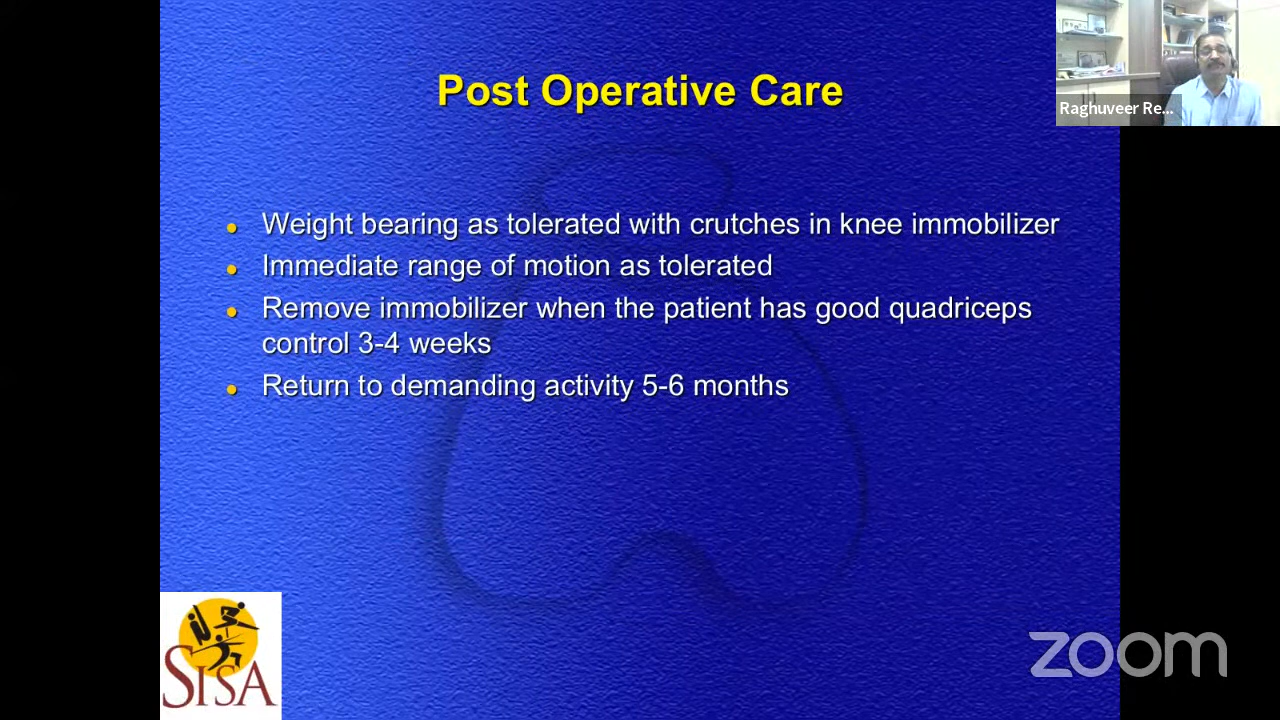 Post Operative Care
Raghuveer Re...
Weight bearing as tolerated with crutches in knee immobilizer
Immediate range of motion as tolerated
Remove immobilizer when the patient has good quadriceps
control 3-4 weeks
Return to demanding activity 5-6 months
SISA
zoom